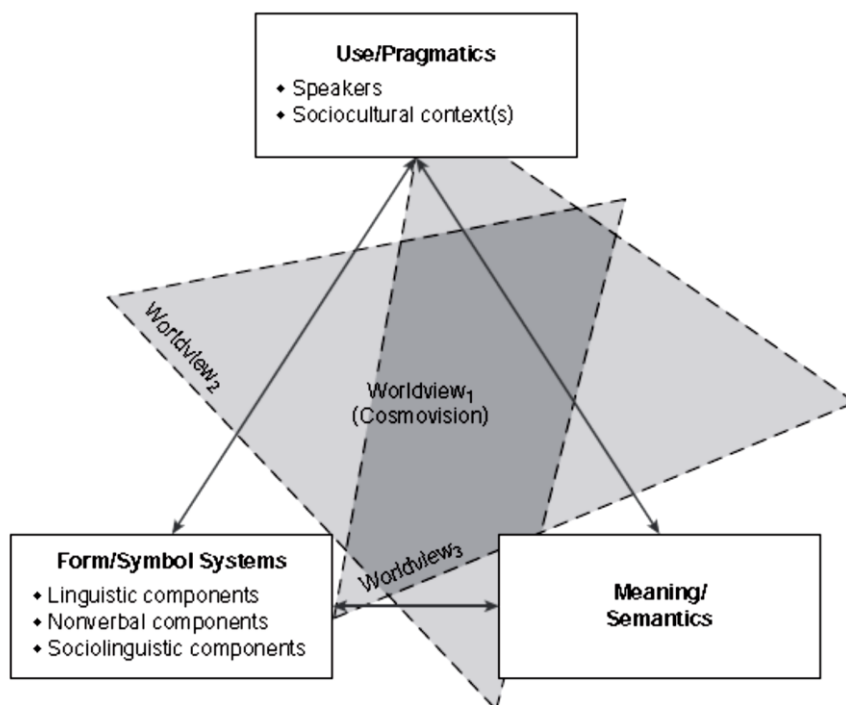 Use/Pragmatics
◆ Speakers
◆ Sociocultural context(s)
Worldview₂
Worldview₁
(Cosmovision)
Worldview₃
Form/Symbol Systems
◆ Linguistic components
◆ Nonverbal components
◆ Sociolinguistic components
Meaning/
Semantics